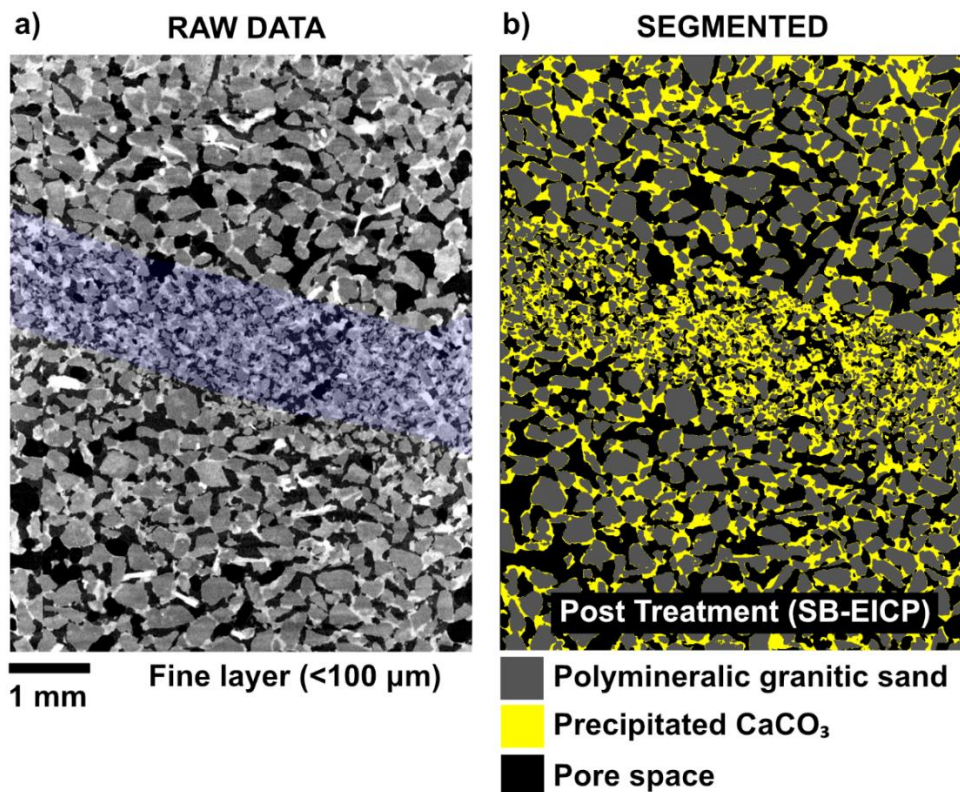 a) RAW DATA
b) SEGMENTED
Post Treatment (SB-EICP)
1 mm
Fine layer (<100 µm)
Polymineralic granitic sand
Precipitated CaCO₃
Pore space